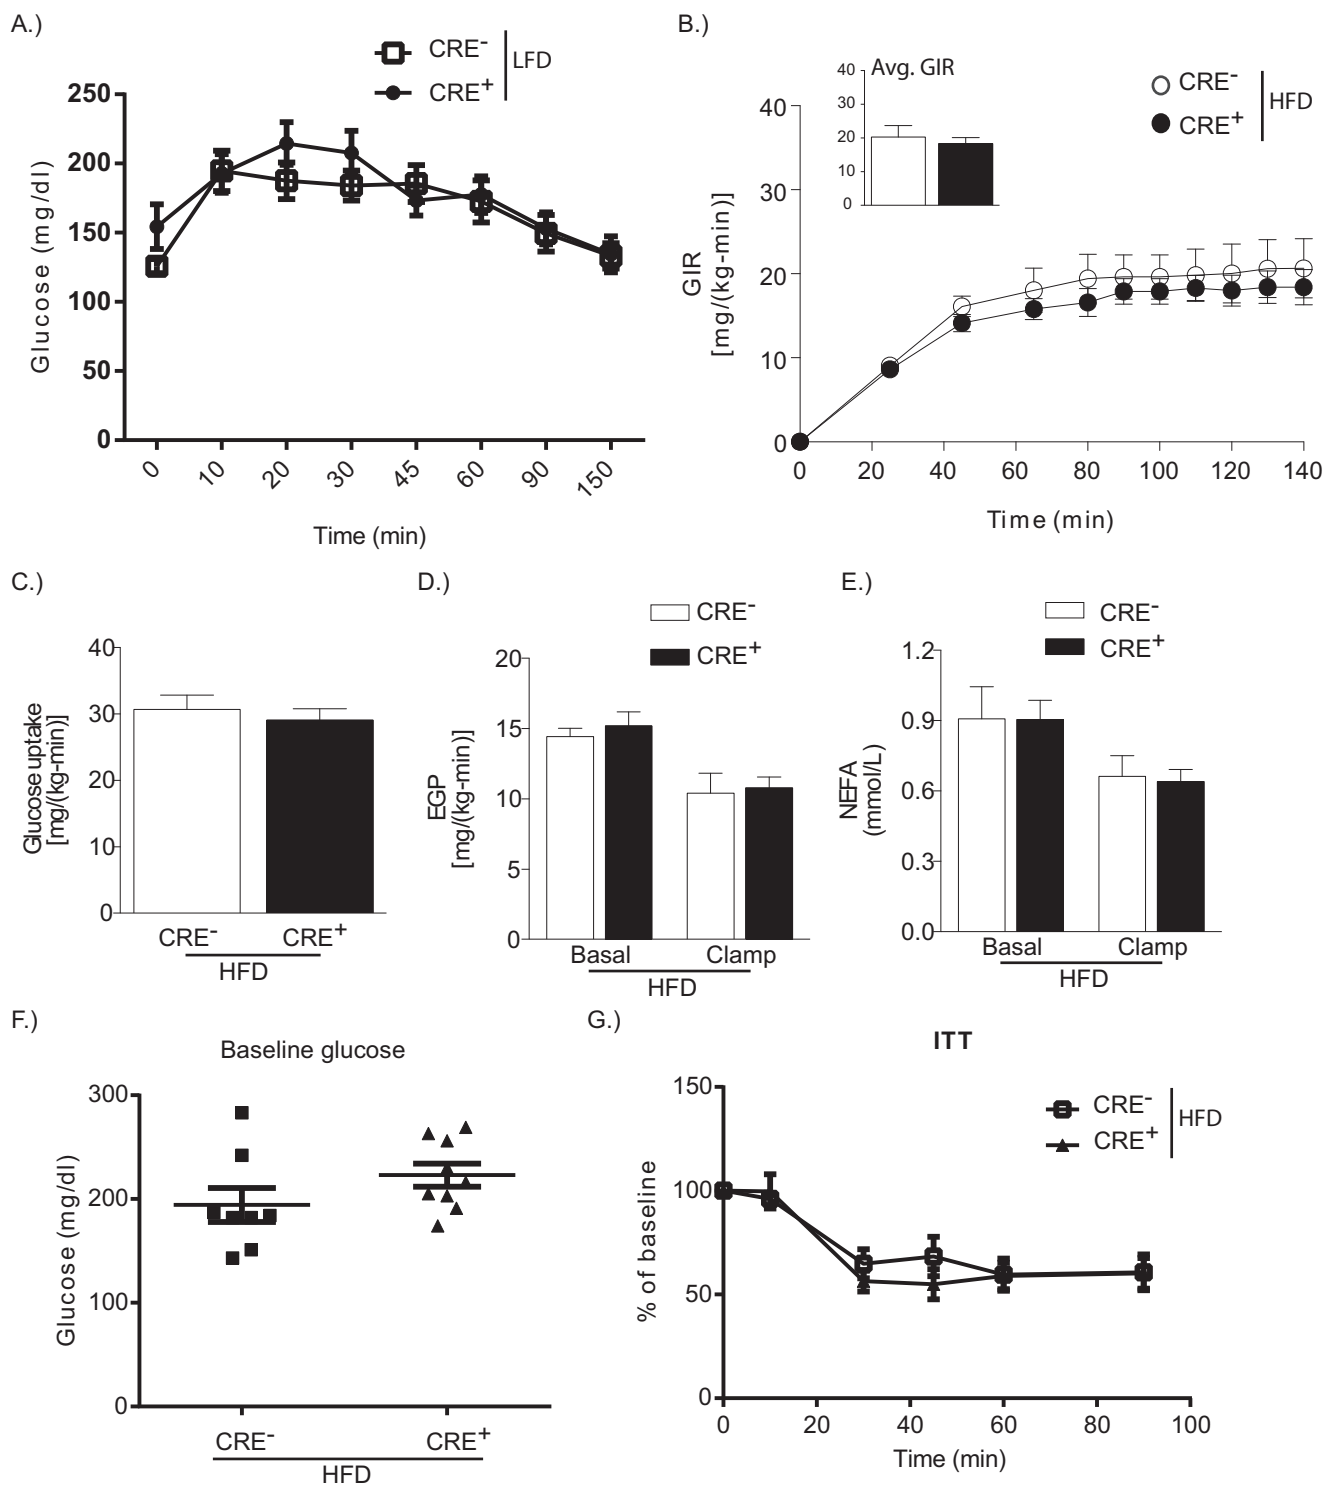 A.)
CRE-
CRE+
LFD
Glucose (mg/dl)
250
200
150
100
50
0
0 10 20 30 45 60 90 150
Time (min)
B.)
Avg. GIR
40
30
20
10
0
CRE-
CRE+
HFD
GIR
[mg/(kg-min)]
40
30
20
10
0
0 20 40 60 80 100 120 140
Time (min)
C.)
Glucose uptake
[mg/(kg-min)]
40
30
20
10
0
CRE- CRE+
HFD
D.)
CRE-
CRE+
EGP
[mg/(kg-min)]
20
15
10
5
0
Basal Clamp
HFD
E.)
CRE-
CRE+
NEFA
(mmol/L)
1.2
0.9
0.6
0.3
0.0
Basal Clamp
HFD
F.)
Baseline glucose
Glucose (mg/dl)
300
200
100
0
CRE- CRE+
HFD
G.)
ITT
CRE-
CRE+
HFD
% of baseline
150
100
50
0
0 20 40 60 80 100
Time (min)